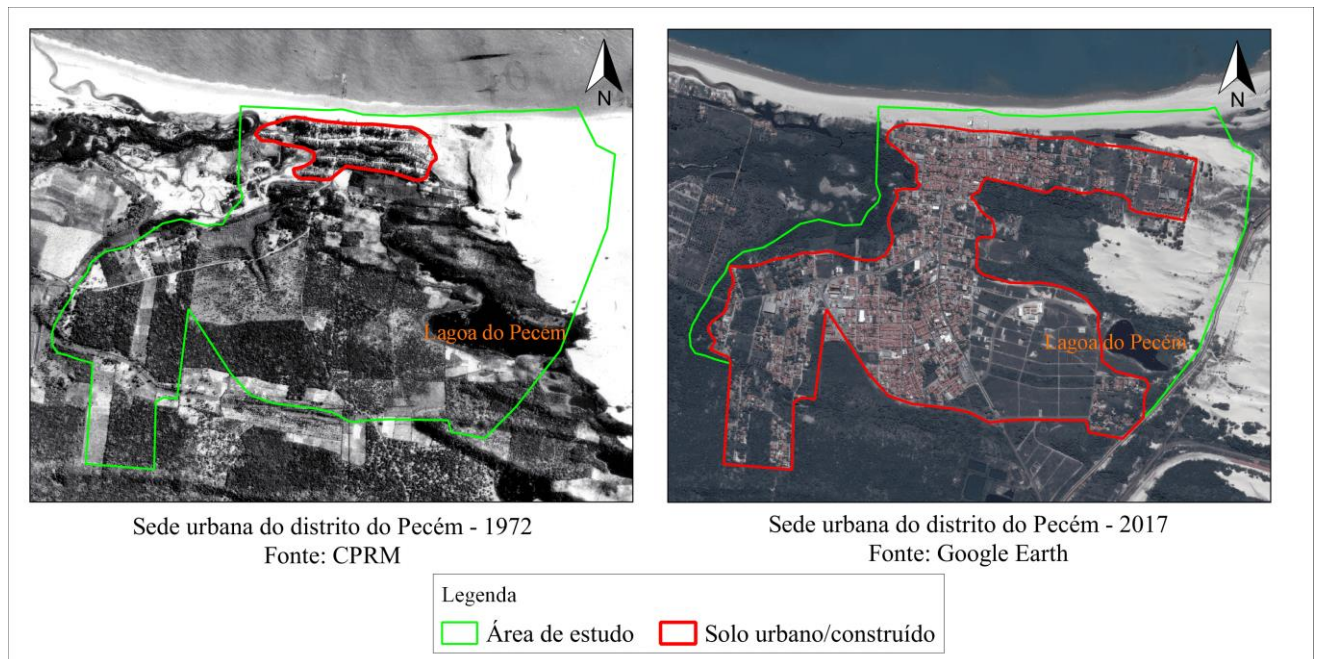 N
N
Lagoa do Pecém
Lagoa do Pecém
Sede urbana do distrito do Pecém - 1972
Fonte: CPRM
Sede urbana do distrito do Pecém - 2017
Fonte: Google Earth
Legenda
Área de estudo
Solo urbano/construído